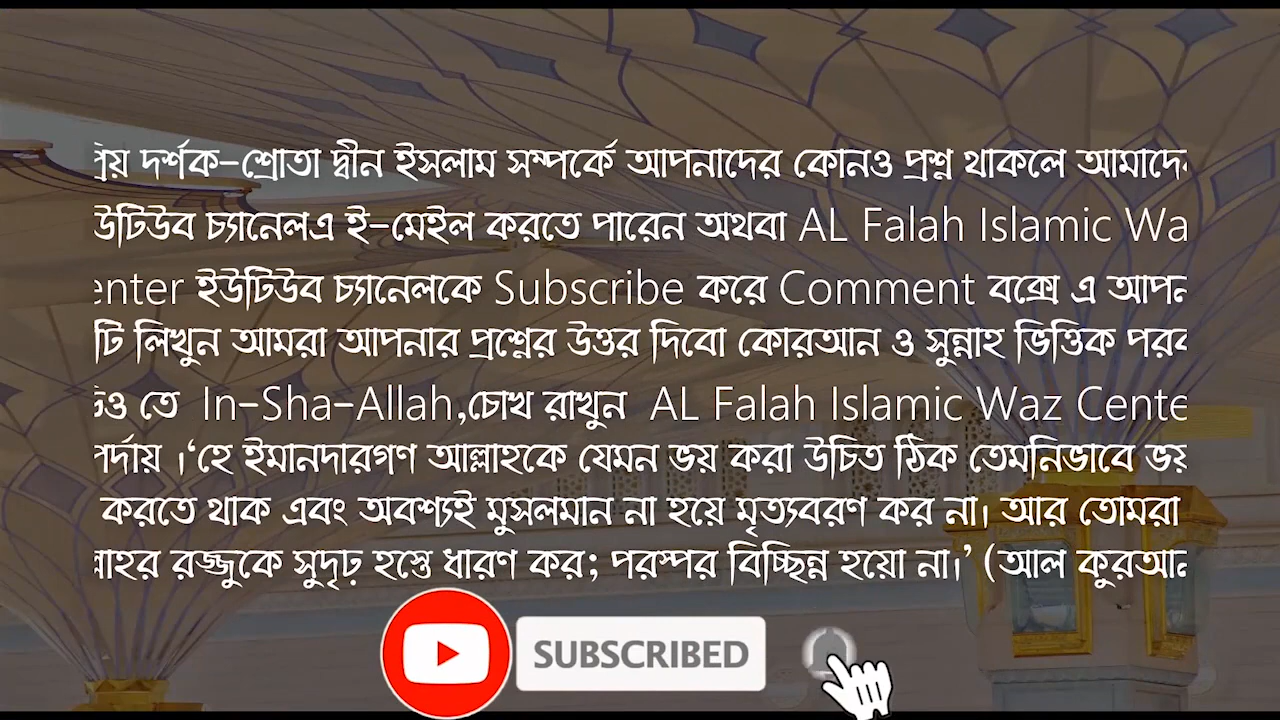 দর্শক-শ্রোতা দ্বীন ইসলাম সম্পর্কে আপনাদের কোনও প্রশ্ন থাকলে
চ্যানেলএ ই-মেইল করতে পারেন অথবা AL Falah Islamic
ইউটিউব চ্যানেলকে Subscribe করে Comment বক্সে এ
টি লিখুন আমরা আপনার প্রশ্নের উত্তর দিবো কোরআন ও সুন্নাহ ভিত্তিক
তে In-Sha-Allah,চোখ রাখুন AL Falah Islamic Waz
।‘হে ইমানদারগণ আল্লাহকে যেমন ভয় করা উচিত ঠিক তেমনিভাবে ভয়
করতে থাক এবং অবশ্যই মুসলমান না হয়ে মৃত্যবরণ কর না। আর তোমরা
রজ্জুকে সুদৃঢ় হস্তে ধারণ কর; পরস্পর বিচ্ছিন্ন হয়ো না।’ (আল
SUBSCRIBED